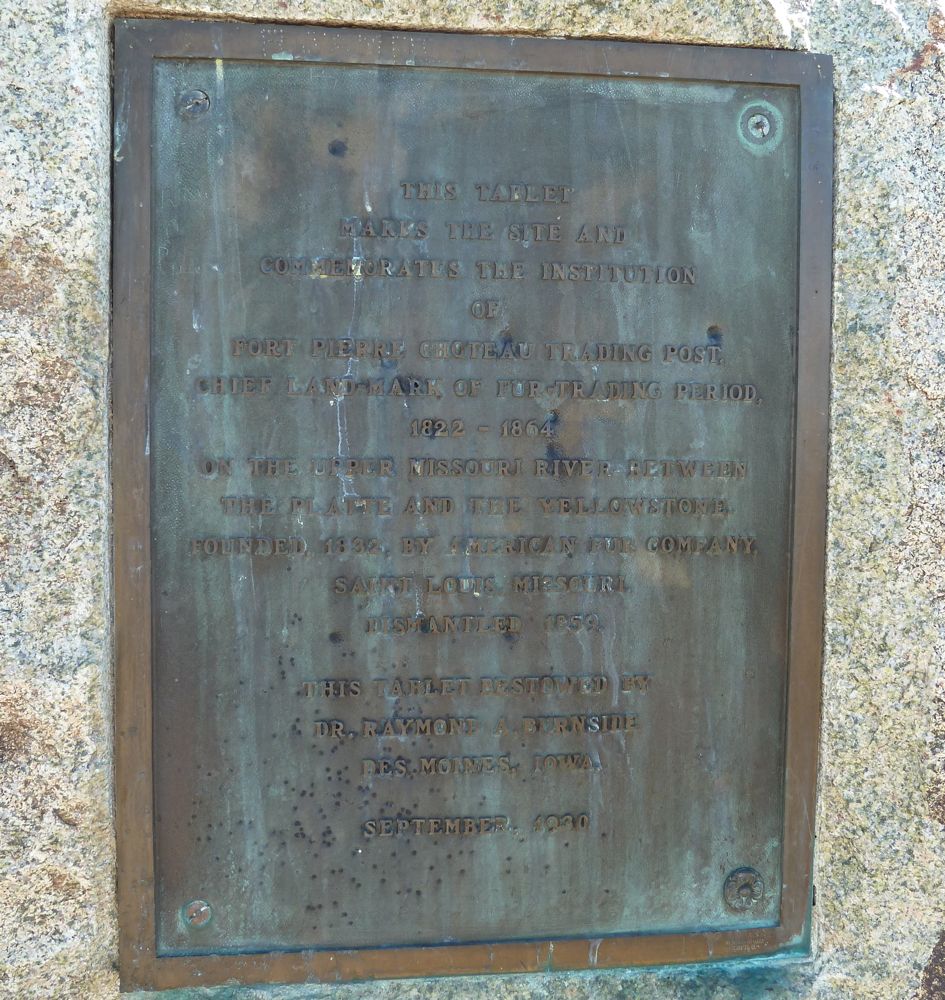 THIS TABLET
MARKS THE SITE AND
COMMEMORATES THE INSTITUTION
OF
FORT PIERRE CHOTEAU TRADING POST,
CHIEF LAND-MARK OF FUR-TRADING PERIOD,
1822 - 1864
ON THE UPPER MISSOURI RIVER BETWEEN
THE PLATTE AND THE YELLOWSTONE.
FOUNDED, 1832, BY AMERICAN FUR COMPANY,
SAINT LOUIS, MISSOURI.
DISMANTLED 1859.
THIS TABLET BESTOWED BY
DR. RAYMOND A. BURNSIDE
DES MOINES, IOWA.
SEPTEMBER, 1930